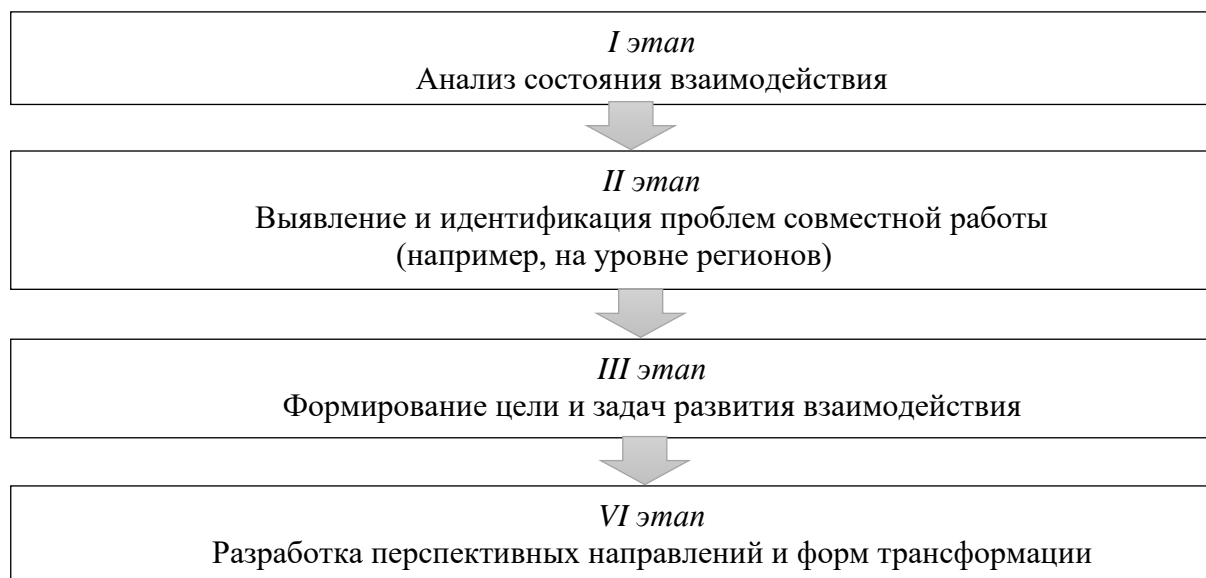 I этап
Анализ состояния взаимодействия
II этап
Выявление и идентификация проблем совместной работы
(например, на уровне регионов)
III этап
Формирование цели и задач развития взаимодействия
VI этап
Разработка перспективных направлений и форм трансформации